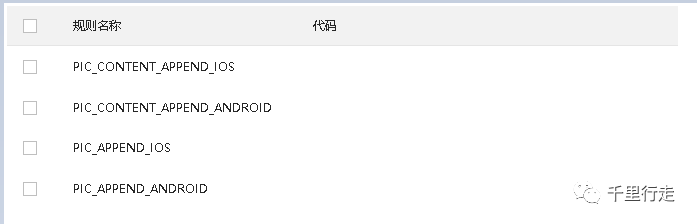 规则名称 代码
PIC_CONTENT_APPEND_IOS
PIC_CONTENT_APPEND_ANDROID
PIC_APPEND_IOS
PIC_APPEND_ANDROID
千里行走